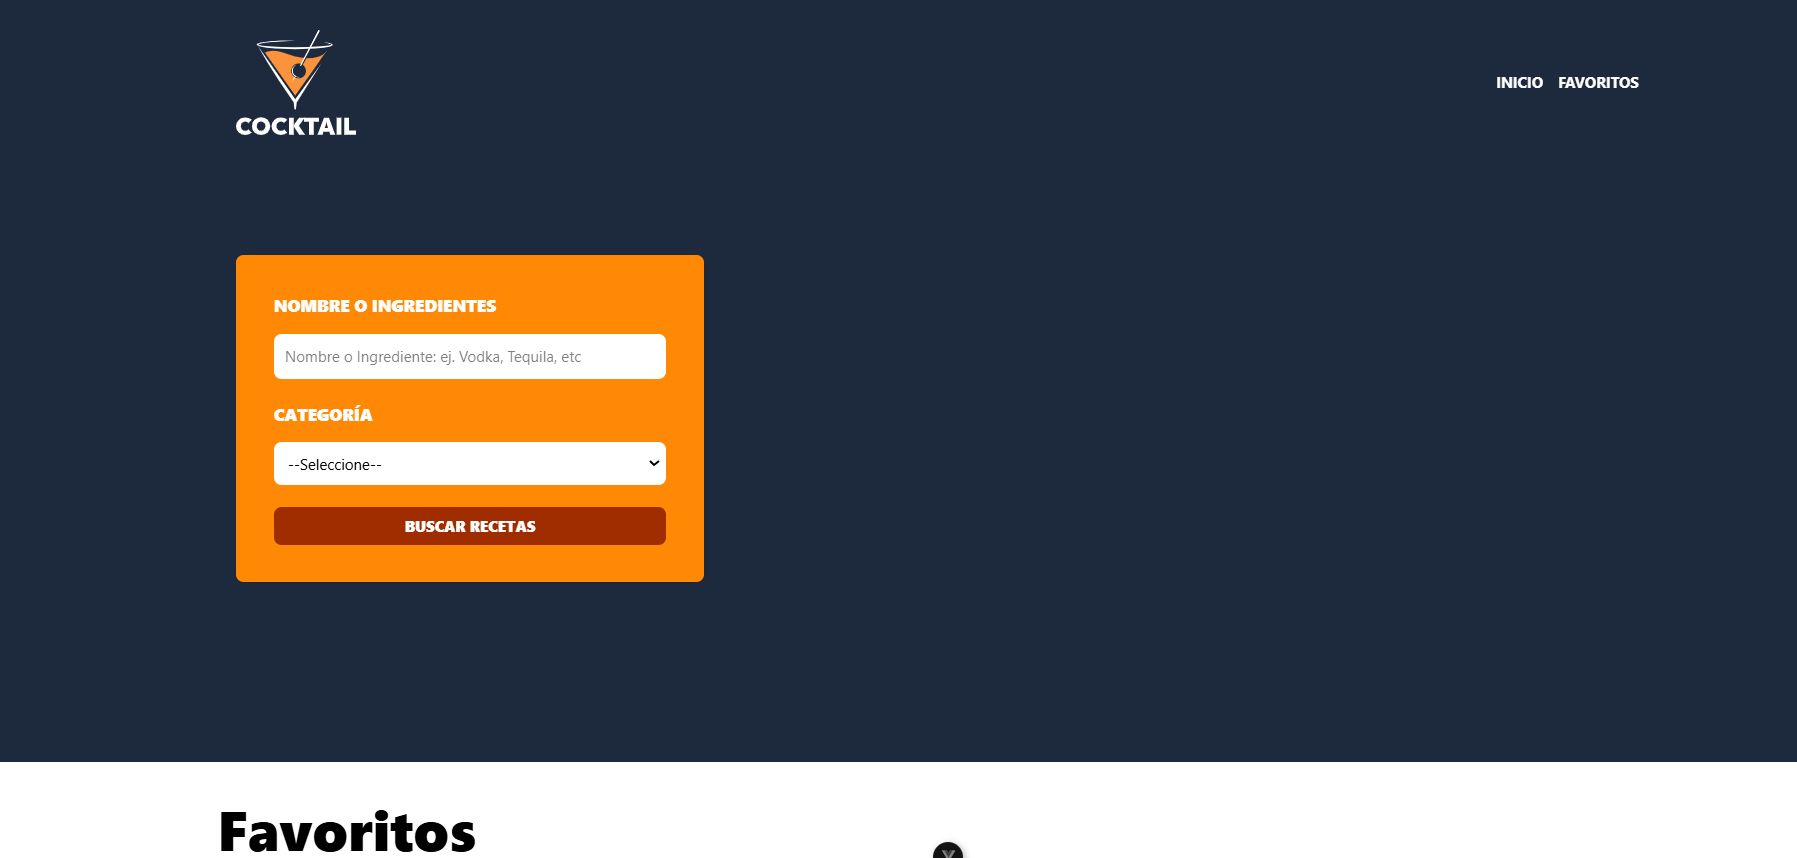 COCKTAIL
INICIO FAVORITOS
NOMBRE O INGREDIENTES
Nombre o Ingrediente: ej. Vodka, Tequila, etc
CATEGORÍA
--Seleccione--
BUSCAR RECETAS
Favoritos